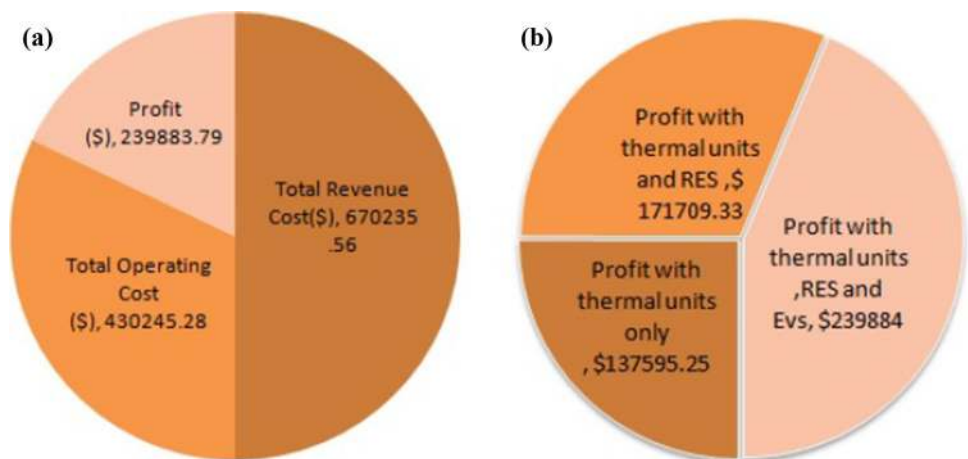 (a)
Profit
($), 239883.79
Total Revenue
Cost($), 670235
.56
Total Operating
Cost
($), 430245.28
(b)
Profit with
thermal units
and RES ,$
171709.33
Profit with
thermal units
,RES and
Evs, $239884
Profit with
thermal units
only
, $137595.25